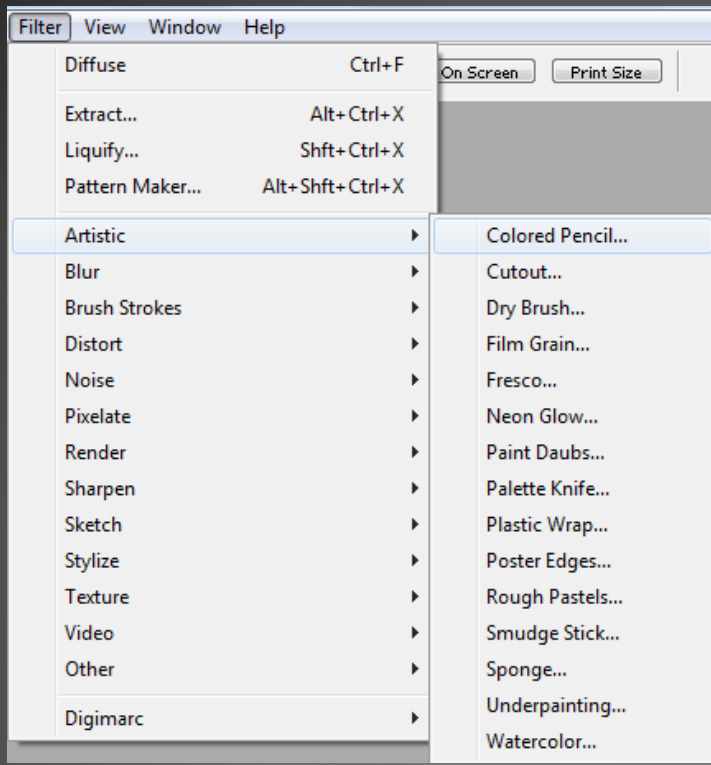 Filter View Window Help
On Screen Print Size
Diffuse Ctrl+F
Extract... Alt+Ctrl+X
Liquify... Shft+Ctrl+X
Pattern Maker... Alt+Shft+Ctrl+X
Artistic
Blur
Brush Strokes
Distort
Noise
Pixelate
Render
Sharpen
Sketch
Stylize
Texture
Video
Other
Digimarc
Colored Pencil...
Cutout...
Dry Brush...
Film Grain...
Fresco...
Neon Glow...
Paint Daubs...
Palette Knife...
Plastic Wrap...
Poster Edges...
Rough Pastels...
Smudge Stick...
Sponge...
Underpainting...
Watercolor...